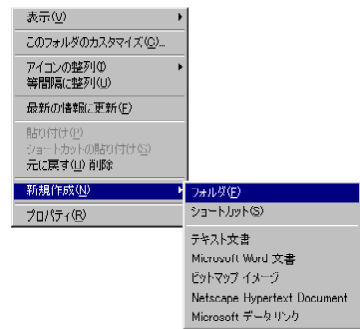 表示(V)
このフォルダのカスタマイズ(C)...
アイコンの整列(I)
等間隔に整列(U)
最新の情報に更新(E)
貼り付け(P)
ショートカットの貼り付け(S)
元に戻す(U) 削除
新規作成(N)
プロパティ(R)
フォルダ(F)
ショートカット(S)
テキスト文書
Microsoft Word 文書
ビットマップ イメージ
Netscape Hypertext Document
Microsoft データ リンク